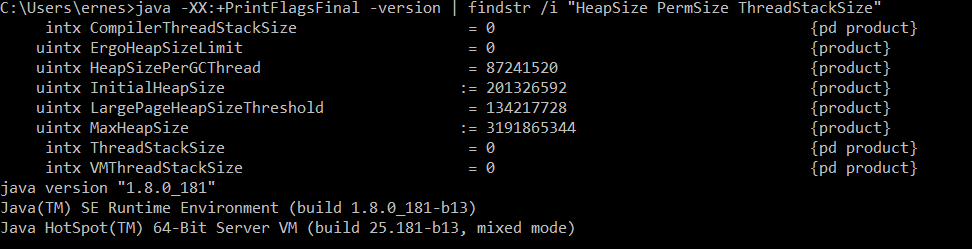 C:\Users\ernes>java -XX:+PrintFlagsFinal -version | findstr /i "HeapSize PermSize ThreadStackSize"
intx CompilerThreadStackSize = 0 {pd product}
uintx ErgoHeapSizeLimit = 0 {product}
uintx HeapSizePerGCThread = 87241520 {product}
uintx InitialHeapSize := 201326592 {product}
uintx LargePageHeapSizeThreshold = 134217728 {product}
uintx MaxHeapSize := 3191865344 {product}
intx ThreadStackSize = 0 {pd product}
intx VMThreadStackSize = 0 {pd product}
java version "1.8.0_181"
Java(TM) SE Runtime Environment (build 1.8.0_181-b13)
Java HotSpot(TM) 64-Bit Server VM (build 25.181-b13, mixed mode)